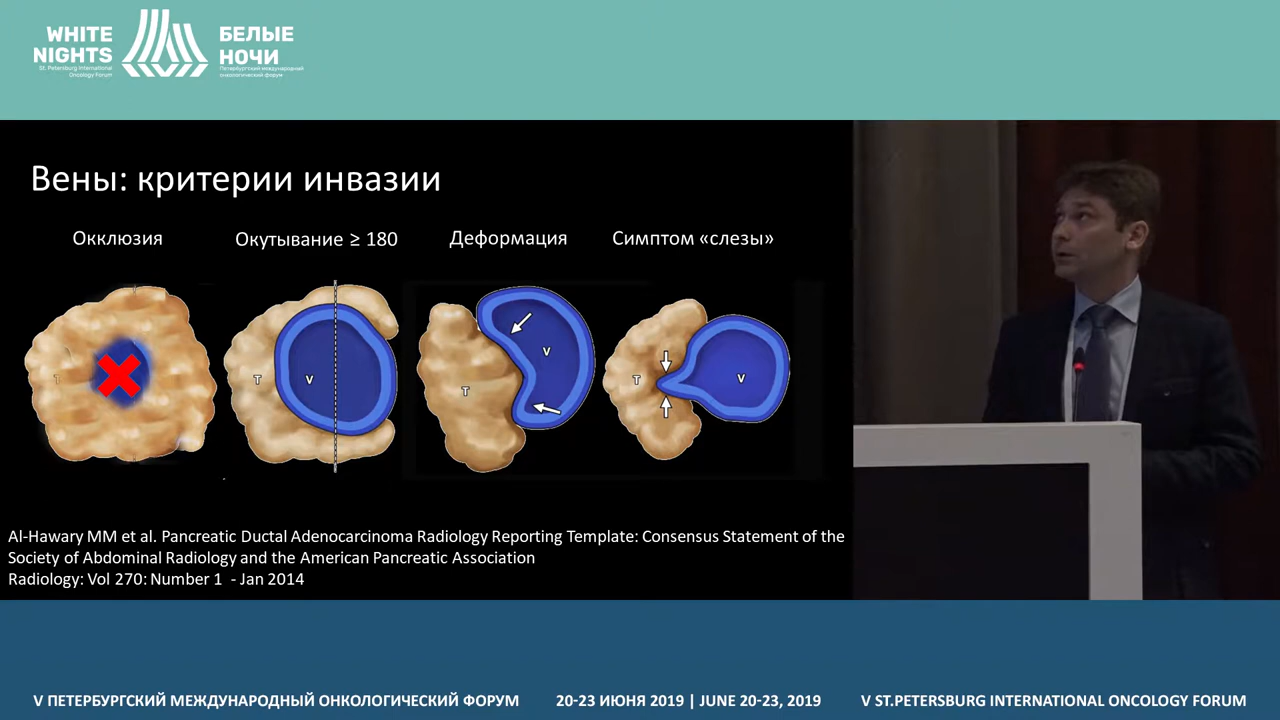 WHITE
NIGHTS
St. Petersburg International
Oncology Forum
БЕЛЫЕ
НОЧИ
Петербургский международный
онкологический форум
Вены: критерии инвазии
Окклюзия
Окутывание ≥ 180
Деформация
Симптом «слезы»
T
T
V
T
V
T
V
Al-Hawary MM et al. Pancreatic Ductal Adenocarcinoma Radiology Reporting Template: Consensus Statement of the
Society of Abdominal Radiology and the American Pancreatic Association
Radiology: Vol 270: Number 1 - Jan 2014
V ПЕТЕРБУРГСКИЙ МЕЖДУНАРОДНЫЙ ОНКОЛОГИЧЕСКИЙ ФОРУМ
20-23 ИЮНЯ 2019 | JUNE 20-23, 2019
V ST.PETERSBURG INTERNATIONAL ONCOLOGY FORUM